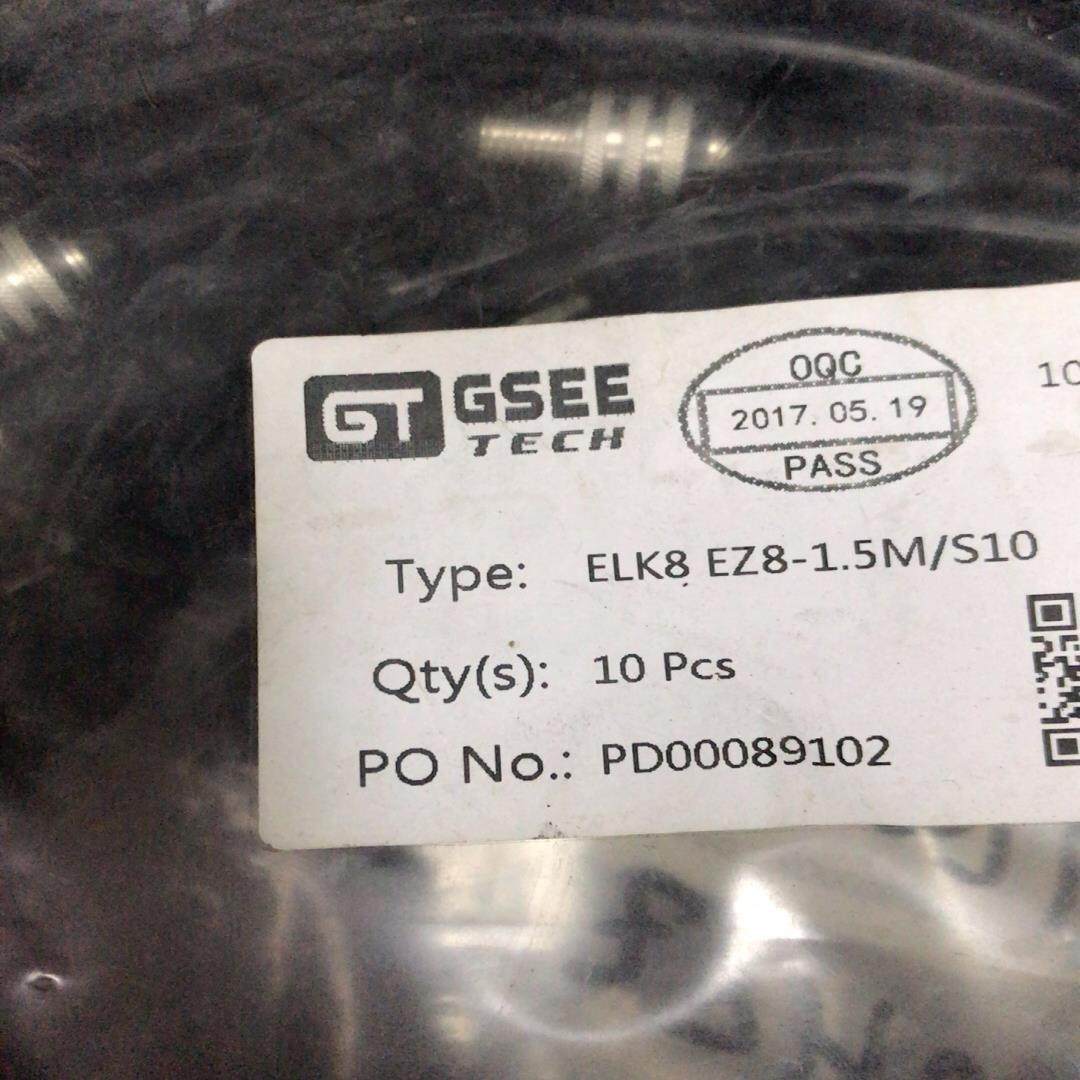 GT GSEE
TECH
OQC
2017.05.19
PASS
10
Type: ELK8 EZ8-1.5M/S10
Qty(s): 10 Pcs
PO No.: PD00089102